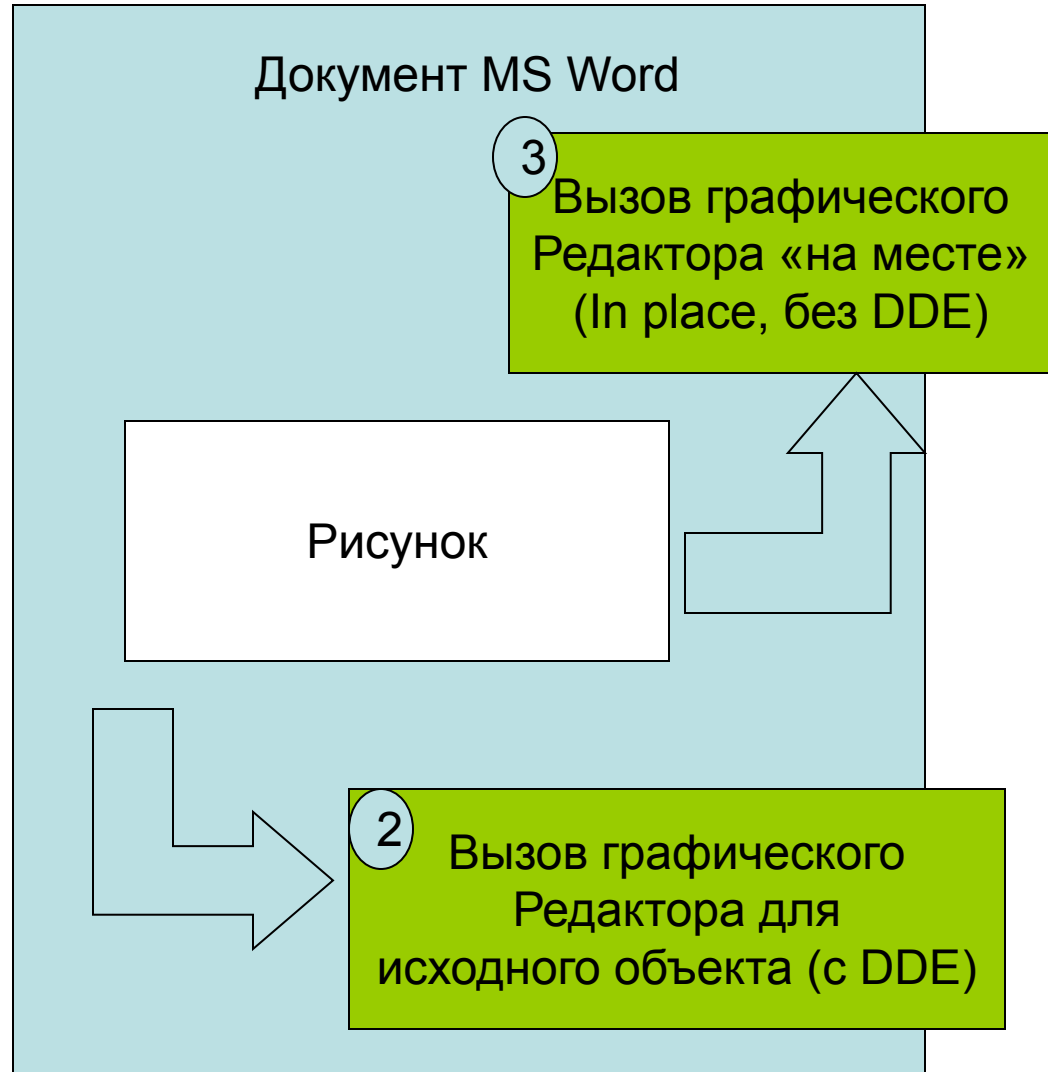 Документ MS Word
3
Вызов графического
Редактора «на месте»
(In place, без DDE)
Рисунок
2
Вызов графического
Редактора для
исходного объекта (с DDE)